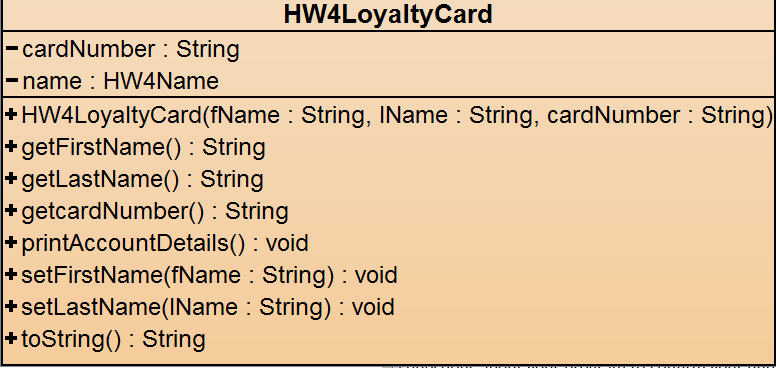 HW4LoyaltyCard
-cardNumber : String
-name : HW4Name
+HW4LoyaltyCard(fName : String, lName : String, cardNumber : String)
+getFirstName() : String
+getLastName() : String
+getcardNumber() : String
+printAccountDetails() : void
+setFirstName(fName : String) : void
+setLastName(lName : String) : void
+toString() : String